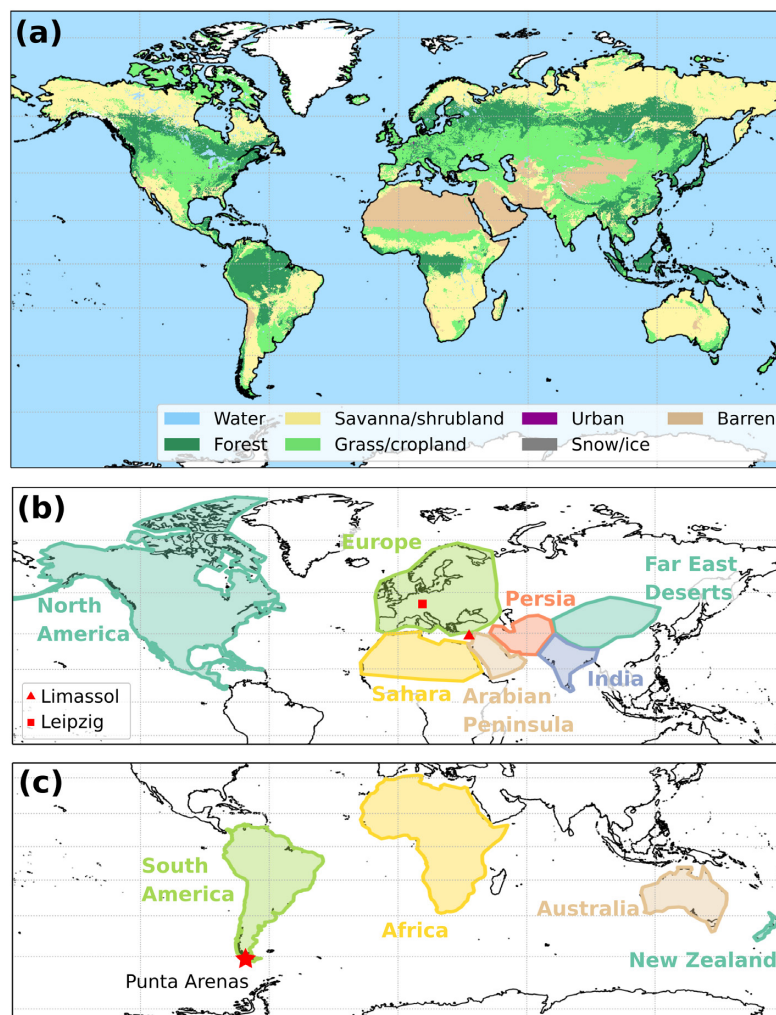 (a)
Water Savanna/shrubland Urban Barren
Forest Grass/cropland Snow/ice
(b)
Europe
Far East
Deserts
Persia
North
America
India
Sahara
Arabian
Peninsula
Limassol
Leipzig
(c)
South
America
Africa
Australia
New Zealand
Punta Arenas